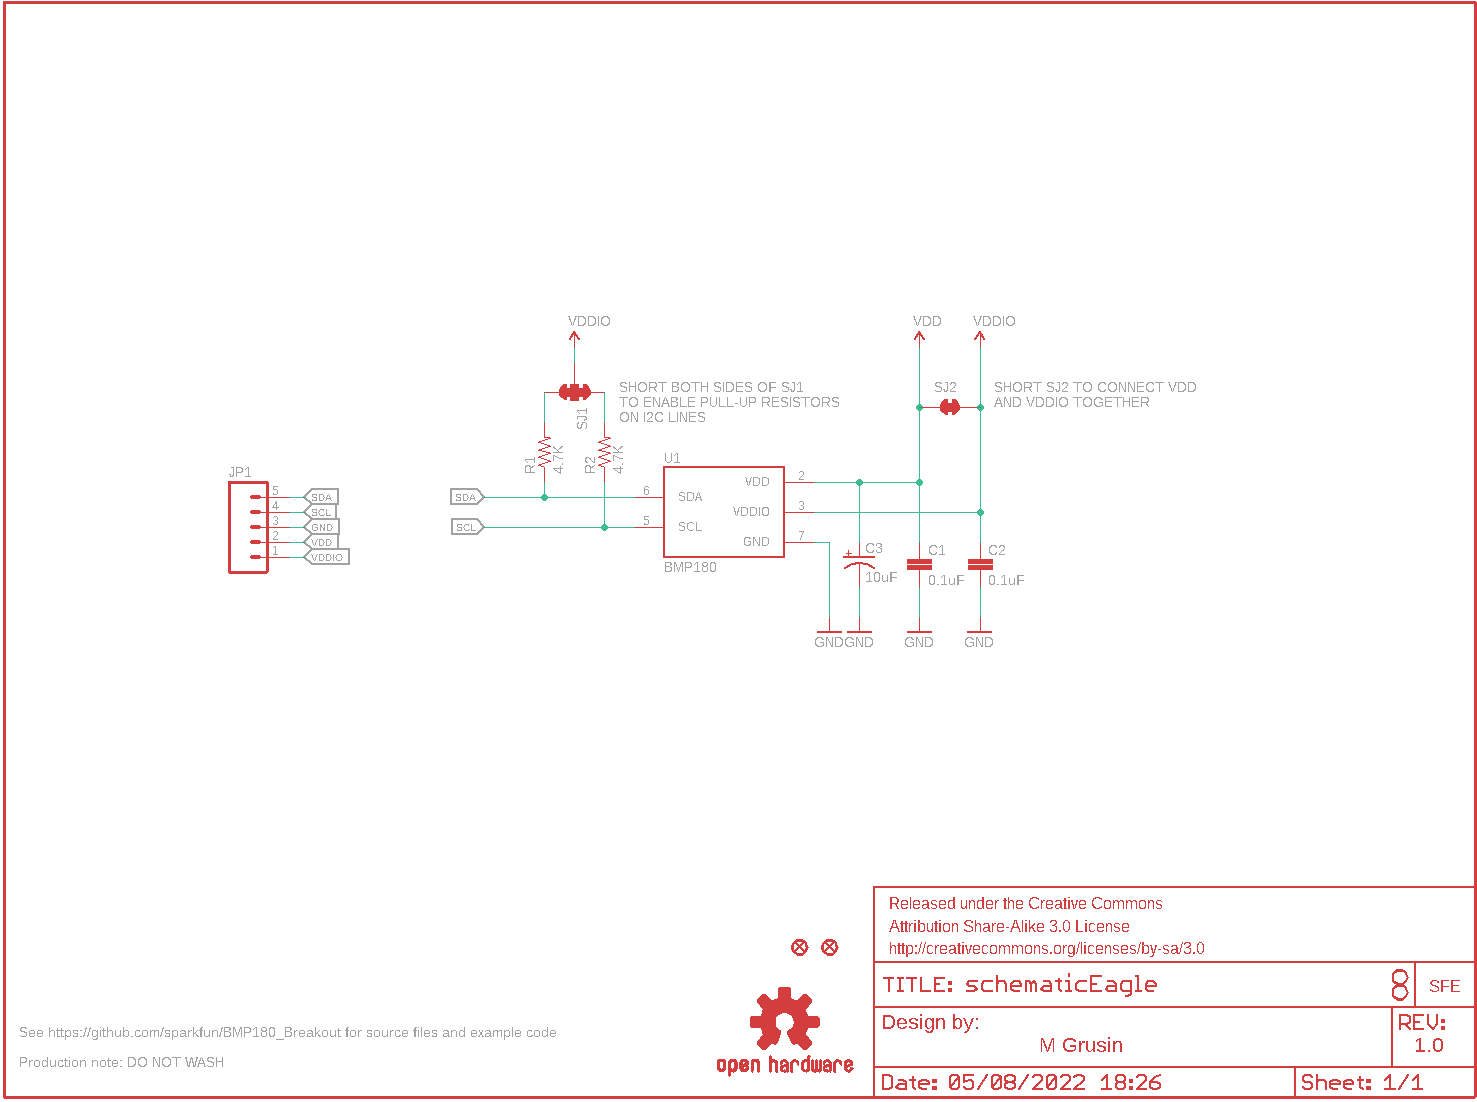 VDDIO
VDD
VDDIO
SHORT BOTH SIDES OF SJ1
TO ENABLE PULL-UP RESISTORS
ON I2C LINES
SJ1
SJ2
SHORT SJ2 TO CONNECT VDD
AND VDDIO TOGETHER
R1
4.7K
R2
4.7K
JP1
5 SDA
4 SCL
3 GND
2 VDD
1 VDDIO
SDA
SCL
U1
6 SDA
5 SCL
VDD 2
VDDIO 3
GND 7
BMP180
C3
10uF
C1
0.1uF
C2
0.1uF
GND
GND
GND
GND
Released under the Creative Commons
Attribution Share-Alike 3.0 License
http://creativecommons.org/licenses/by-sa/3.0
TITLE: schematicEagle
SFE
Design by:
M Grusin
REV:
1.0
Date: 05/08/2022 18:26
Sheet: 1/1
open hardware
See https://github.com/sparkfun/BMP180_Breakout for source files and example code
Production note: DO NOT WASH